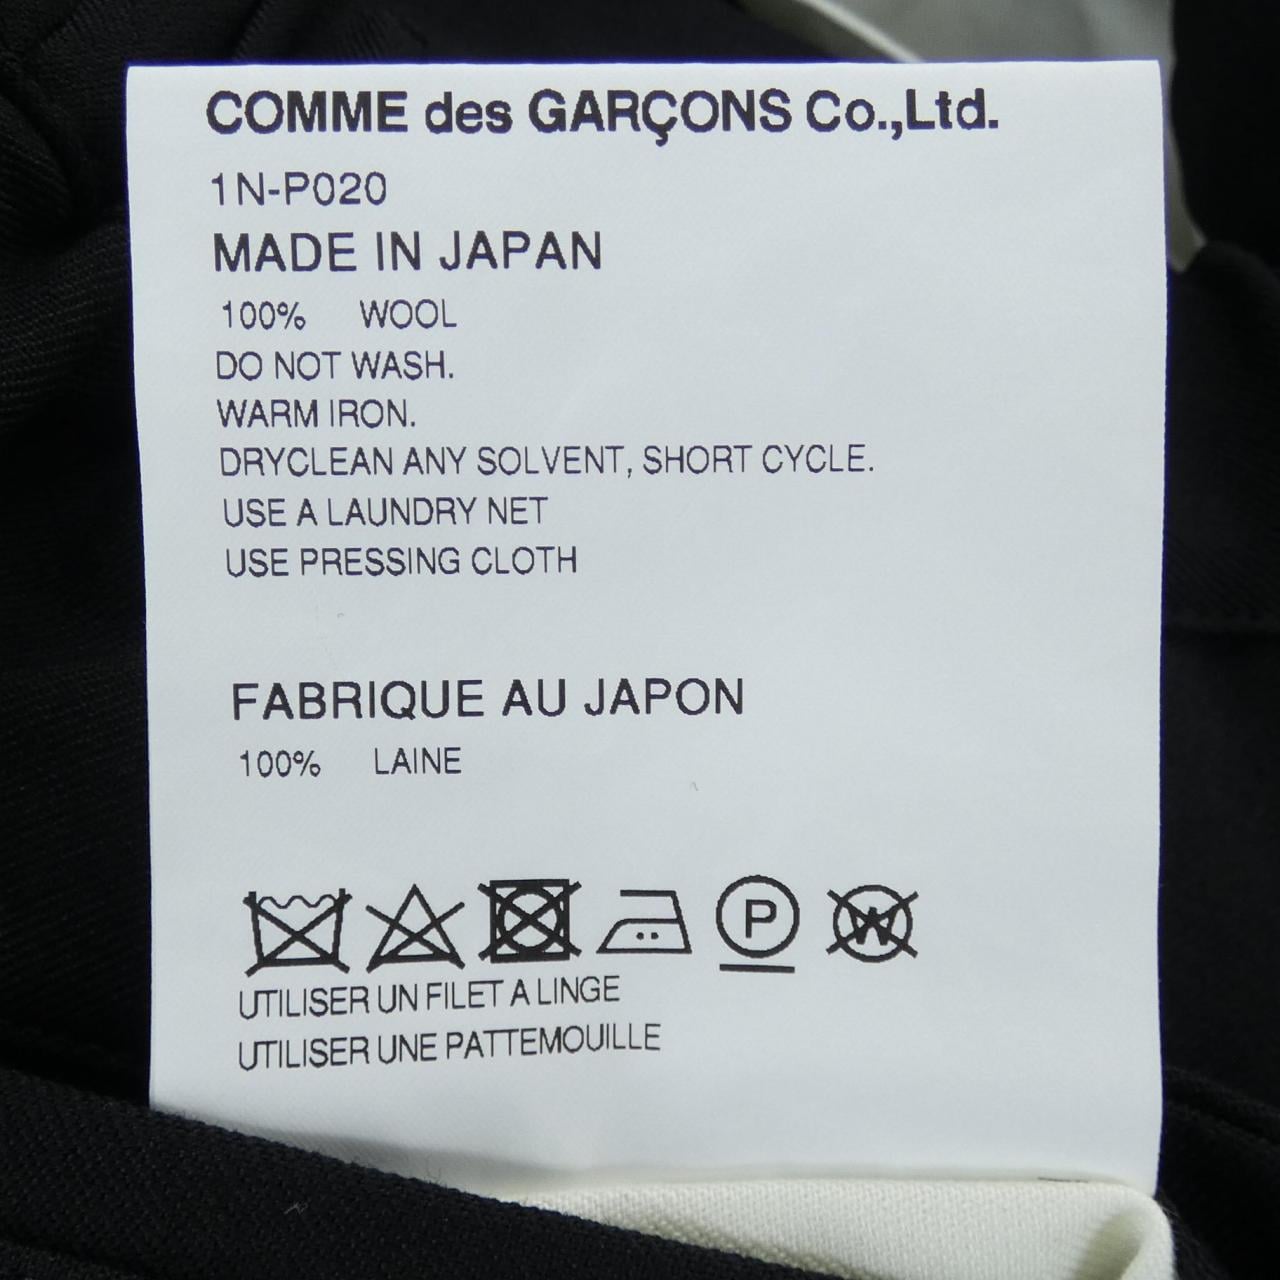 COMME des GARÇONS Co.,Ltd.
1N-P020
MADE IN JAPAN
100% WOOL
DO NOT WASH.
WARM IRON.
DRYCLEAN ANY SOLVENT, SHORT CYCLE.
USE A LAUNDRY NET
USE PRESSING CLOTH
FABRIQUE AU JAPON
100% LAINE
P W
UTILISER UN FILET A LINGE
UTILISER UNE PATTEMOUILLE